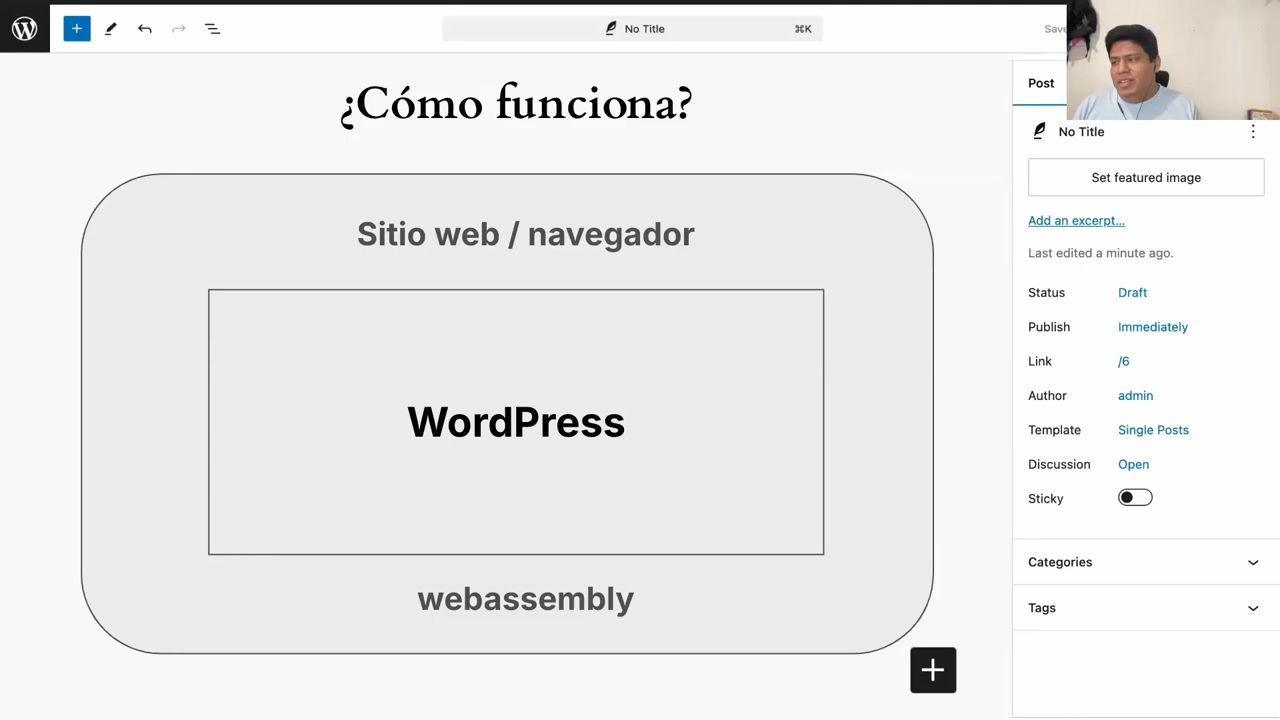 No Title
⌘K
Save
¿Cómo funciona?
Sitio web / navegador
WordPress
webassembly
Post
No Title
Set featured image
Add an excerpt...
Last edited a minute ago.
Status Draft
Publish Immediately
Link /6
Author admin
Template Single Posts
Discussion Open
Sticky
Categories
Tags